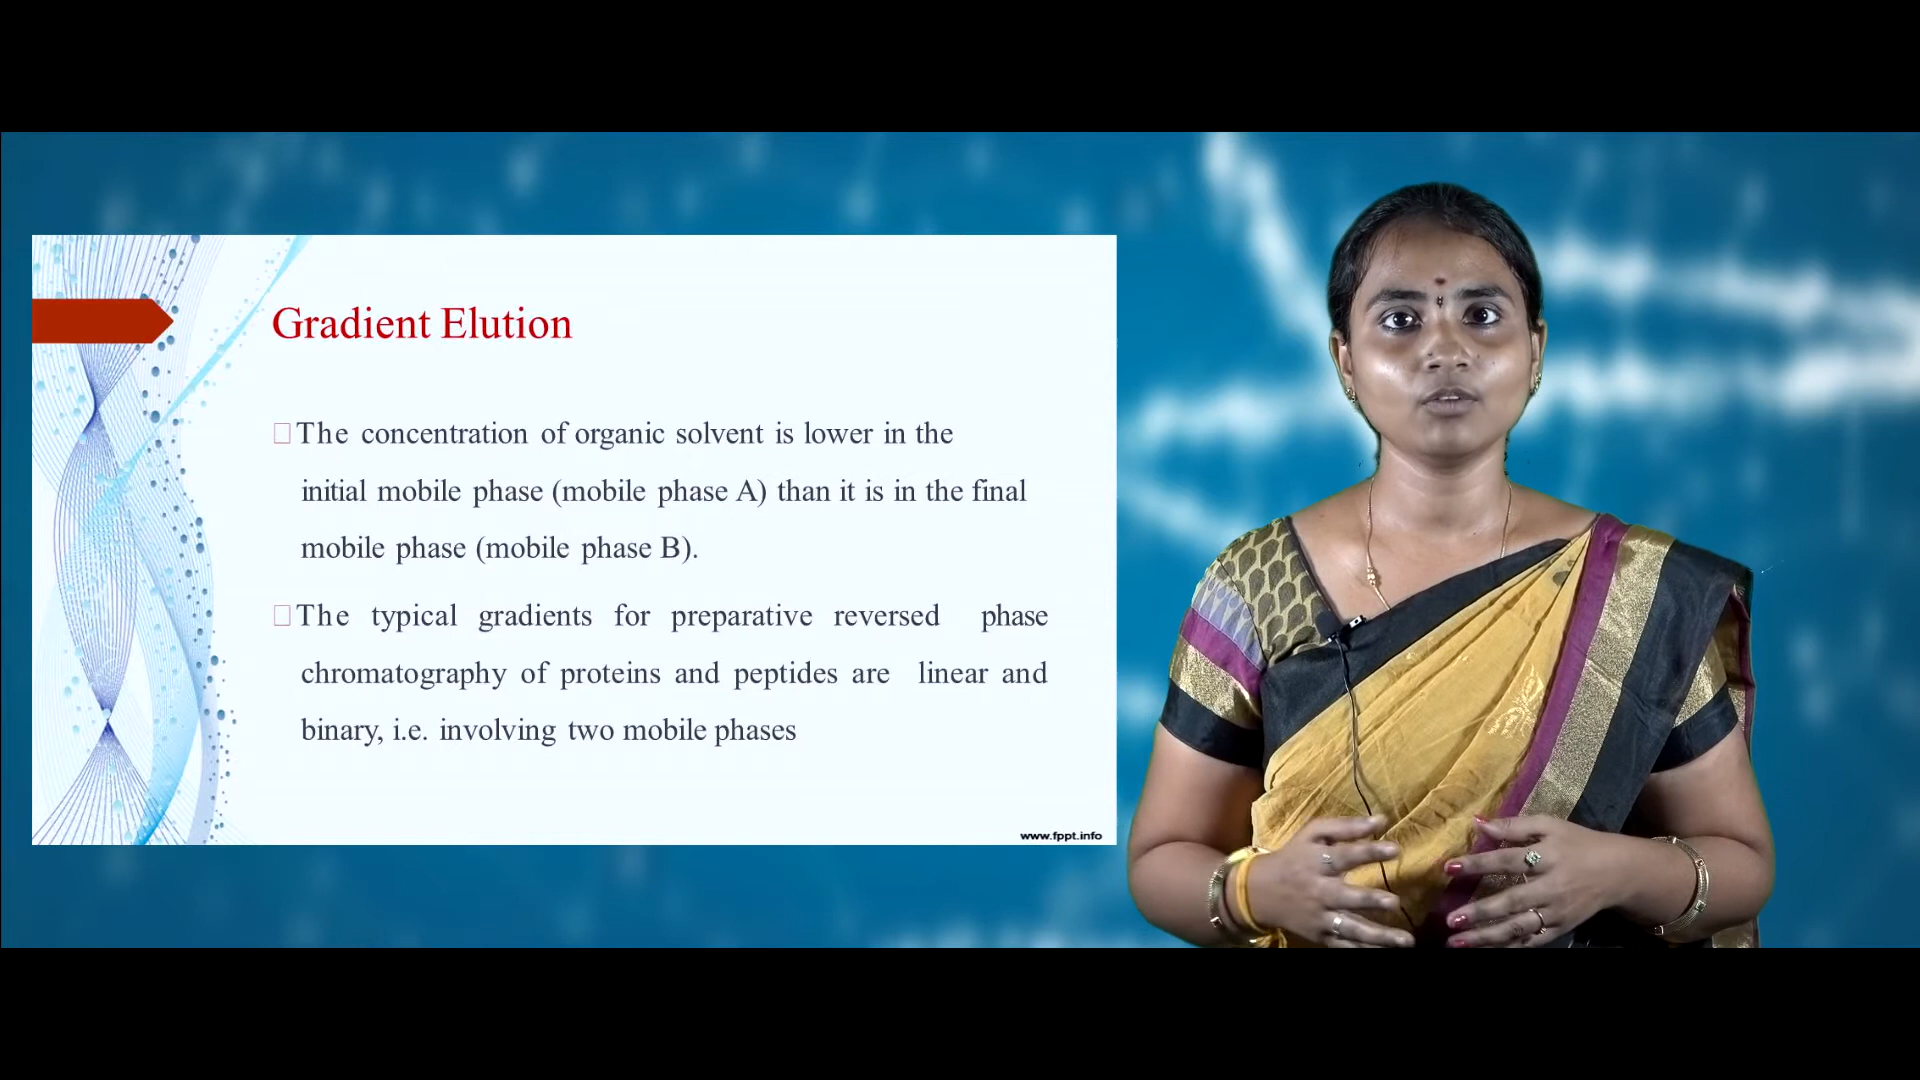 Gradient Elution
The concentration of organic solvent is lower in the
initial mobile phase (mobile phase A) than it is in the final
mobile phase (mobile phase B).
The typical gradients for preparative reversed phase
chromatography of proteins and peptides are linear and
binary, i.e. involving two mobile phases
www.fppt.info